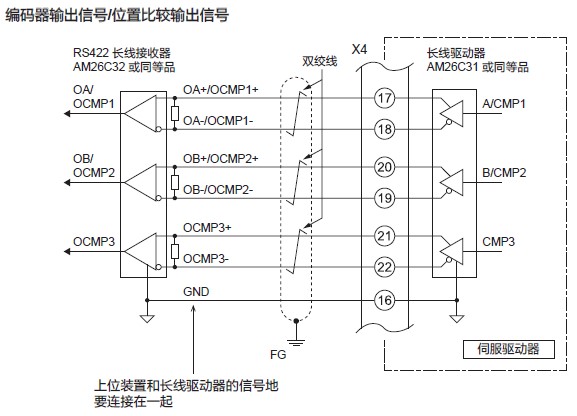 编码器输出信号/位置比较输出信号
RS422 长线接收器
AM26C32 或同等品
双绞线
X4
长线驱动器
AM26C31 或同等品
OA/
OCMP1
OA+/OCMP1+
17
A/CMP1
OA-/OCMP1-
18
OB/
OCMP2
OB+/OCMP2+
20
B/CMP2
OB-/OCMP2-
19
OCMP3
OCMP3+
21
CMP3
OCMP3-
22
GND
16
FG
伺服驱动器
上位装置和长线驱动器的信号地
要连接在一起